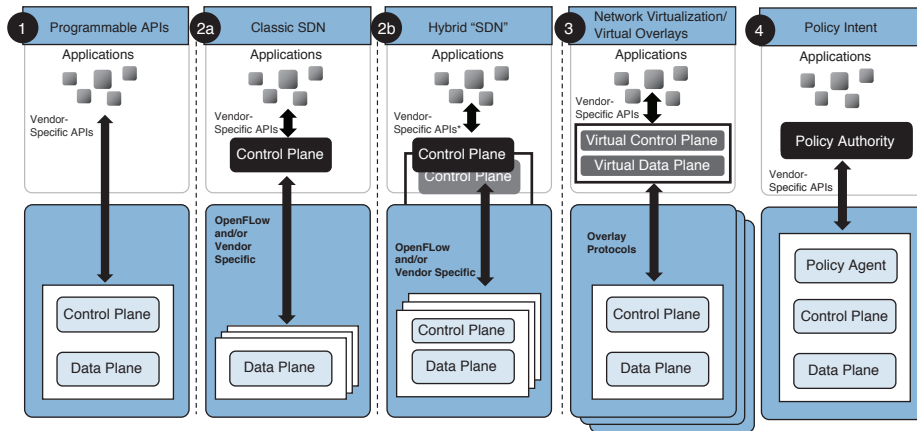 1
Programmable APIs
Applications
Vendor-
Specific APIs
Control Plane
Data Plane
2a
Classic SDN
Applications
Vendor-
Specific APIs
Control Plane
OpenFLow
and/or
Vendor
Specific
Data Plane
2b
Hybrid “SDN”
Applications
Vendor-
Specific APIs*
Control Plane
Control Plane
OpenFLow
and/or
Vendor Specific
Control Plane
Data Plane
3
Network Virtualization/
Virtual Overlays
Applications
Vendor-
Specific APIs
Virtual Control Plane
Virtual Data Plane
Overlay
Protocols
Control Plane
Data Plane
4
Policy Intent
Applications
Policy Authority
Vendor-
Specific APIs
Policy Agent
Control Plane
Data Plane